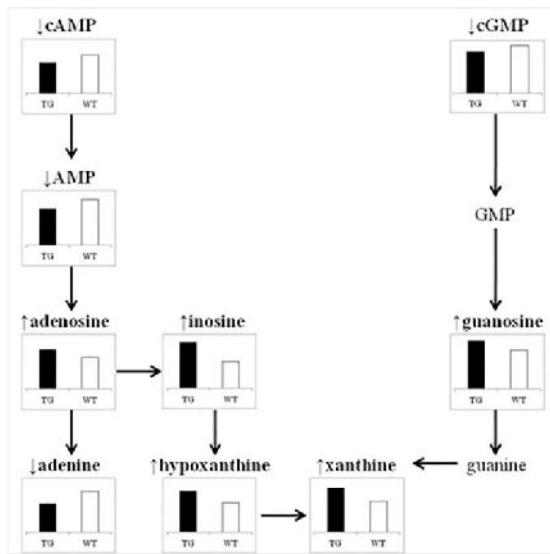 ↓cAMP ↓cGMP
TG WT TG WT
↓AMP
GMP
TG WT
↑adenosine ↑inosine ↑guanosine
TG WT TG WT TG WT
↓adenine ↑hypoxanthine ↑xanthine guanine
TG WT TG WT TG WT